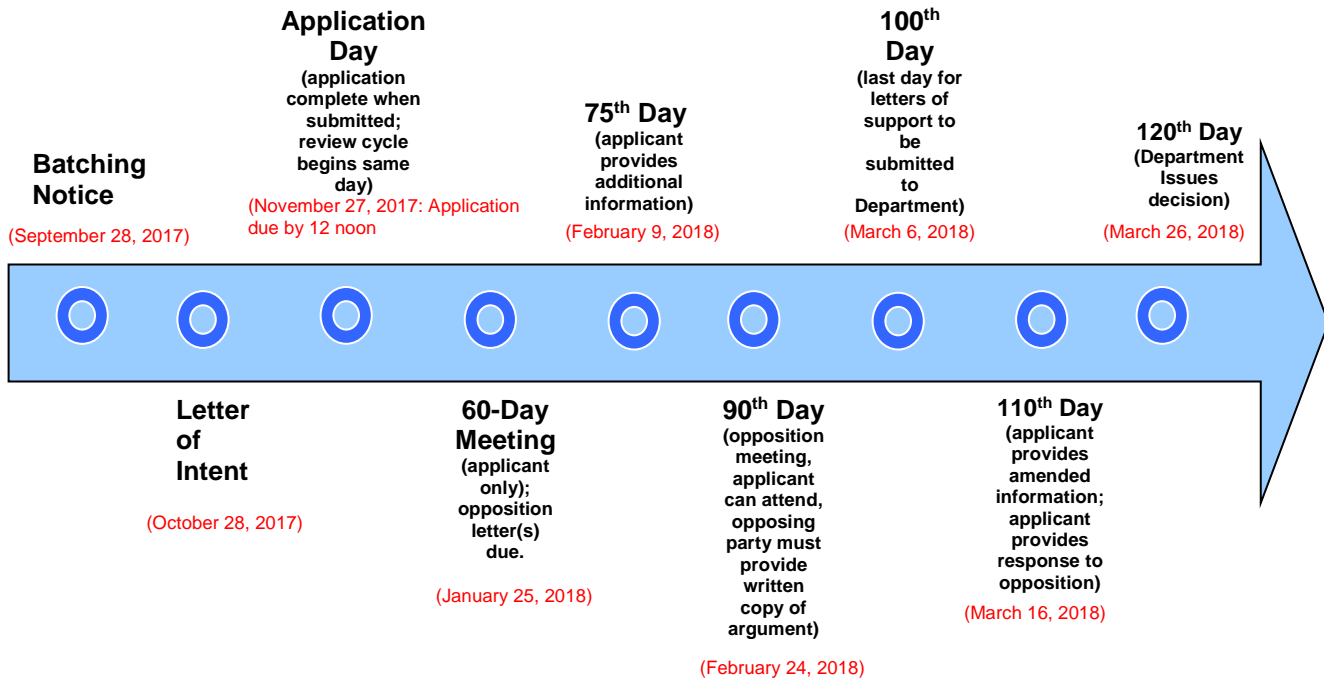 Batching
Notice
(September 28, 2017)
Letter
of
Intent
(October 28, 2017)
Application
Day
(application
complete when
submitted;
review cycle
begins same
day)
(November 27, 2017: Application
due by 12 noon
60-Day
Meeting
(applicant
only);
opposition
letter(s)
due.
(January 25, 2018)
75th Day
(applicant
provides
additional
information)
(February 9, 2018)
90th Day
(opposition
meeting,
applicant
can attend,
opposing
party must
provide
written
copy of
argument)
(February 24, 2018)
100th
Day
(last day for
letters of
support to
be
submitted
to
Department)
(March 6, 2018)
110th Day
(applicant
provides
amended
information;
applicant
provides
response to
opposition)
(March 16, 2018)
120th Day
(Department
Issues
decision)
(March 26, 2018)